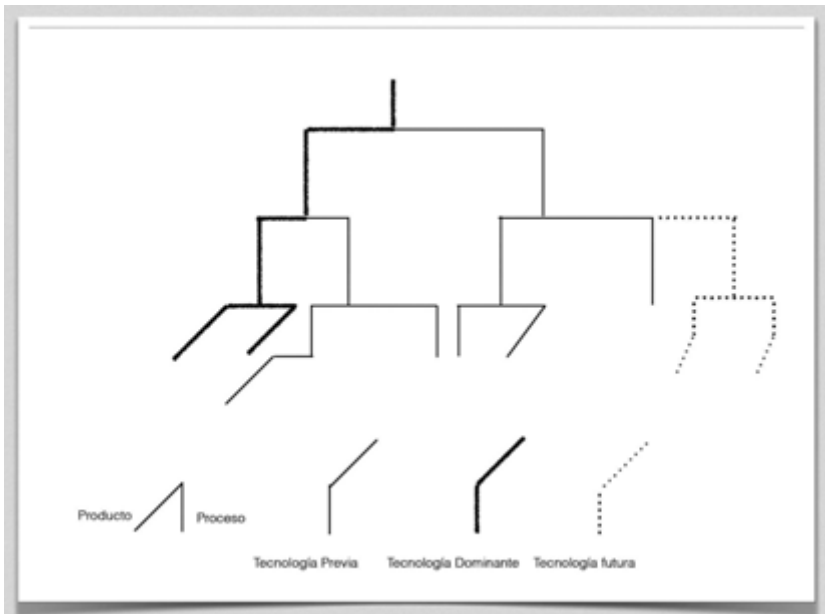 Producto
Proceso
Tecnología Previa
Tecnología Dominante
Tecnología futura